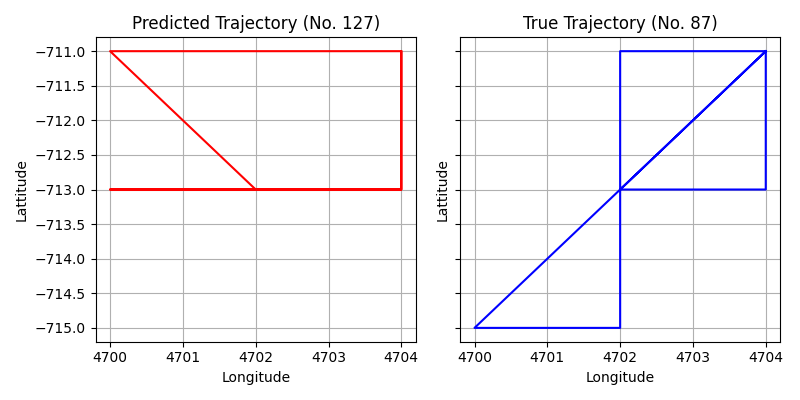 Predicted Trajectory (No. 127)
True Trajectory (No. 87)
Lattitude
−711.0
−711.5
−712.0
−712.5
−713.0
−713.5
−714.0
−714.5
−715.0
4700 4701 4702 4703 4704
Longitude
Lattitude
4700 4701 4702 4703 4704
Longitude